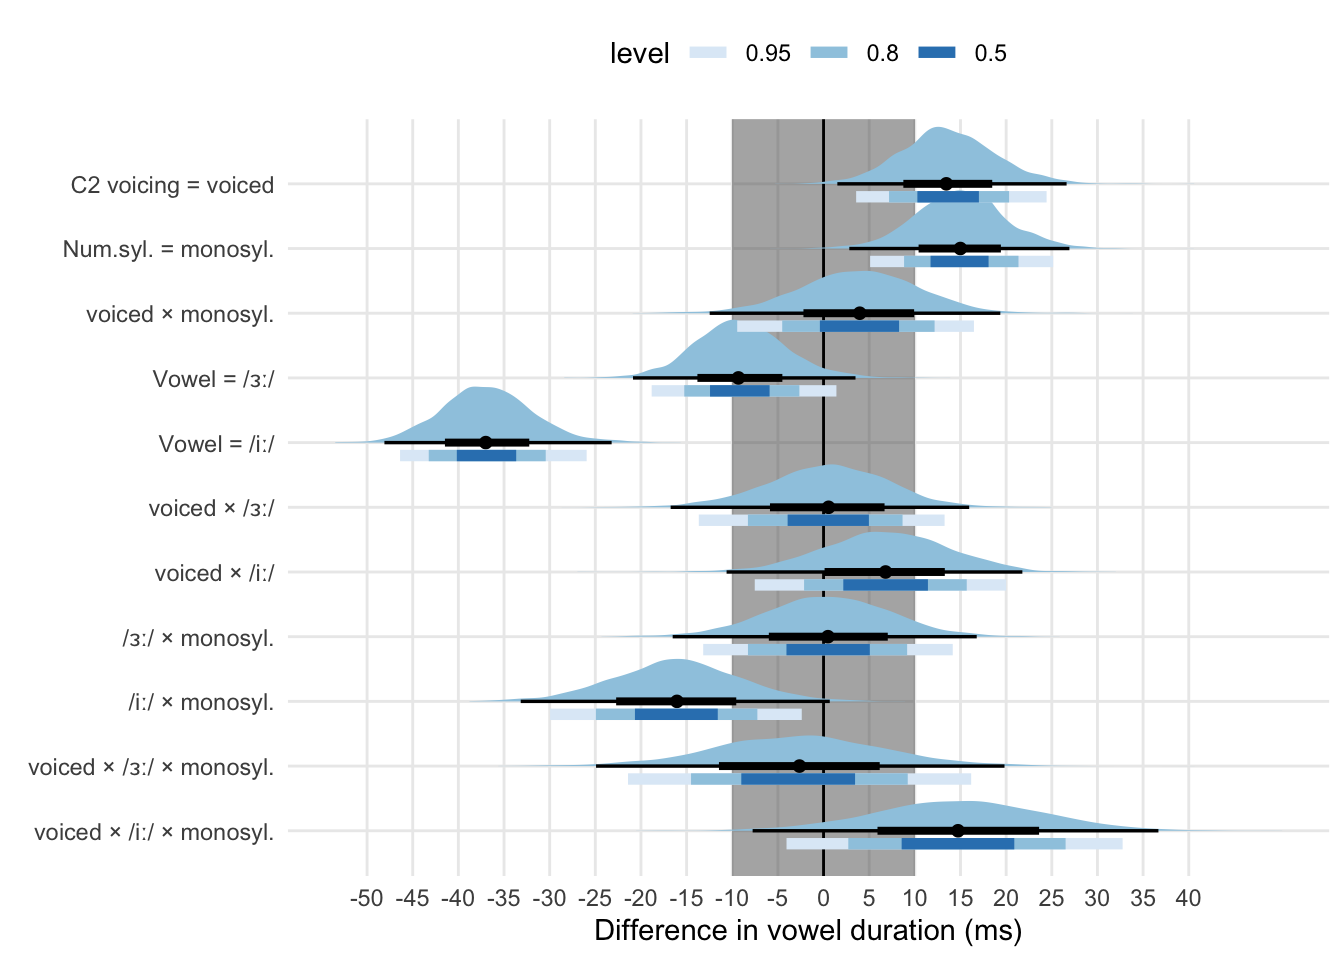 level 0.95 0.8 0.5
C2 voicing = voiced
Num.syl. = monosyl.
voiced × monosyl.
Vowel = /ɜː/
Vowel = /iː/
voiced × /ɜː/
voiced × /iː/
/ɜː/ × monosyl.
/iː/ × monosyl.
voiced × /ɜː/ × monosyl.
voiced × /iː/ × monosyl.
-50 -45 -40 -35 -30 -25 -20 -15 -10 -5 0 5 10 15 20 25 30 35 40
Difference in vowel duration (ms)